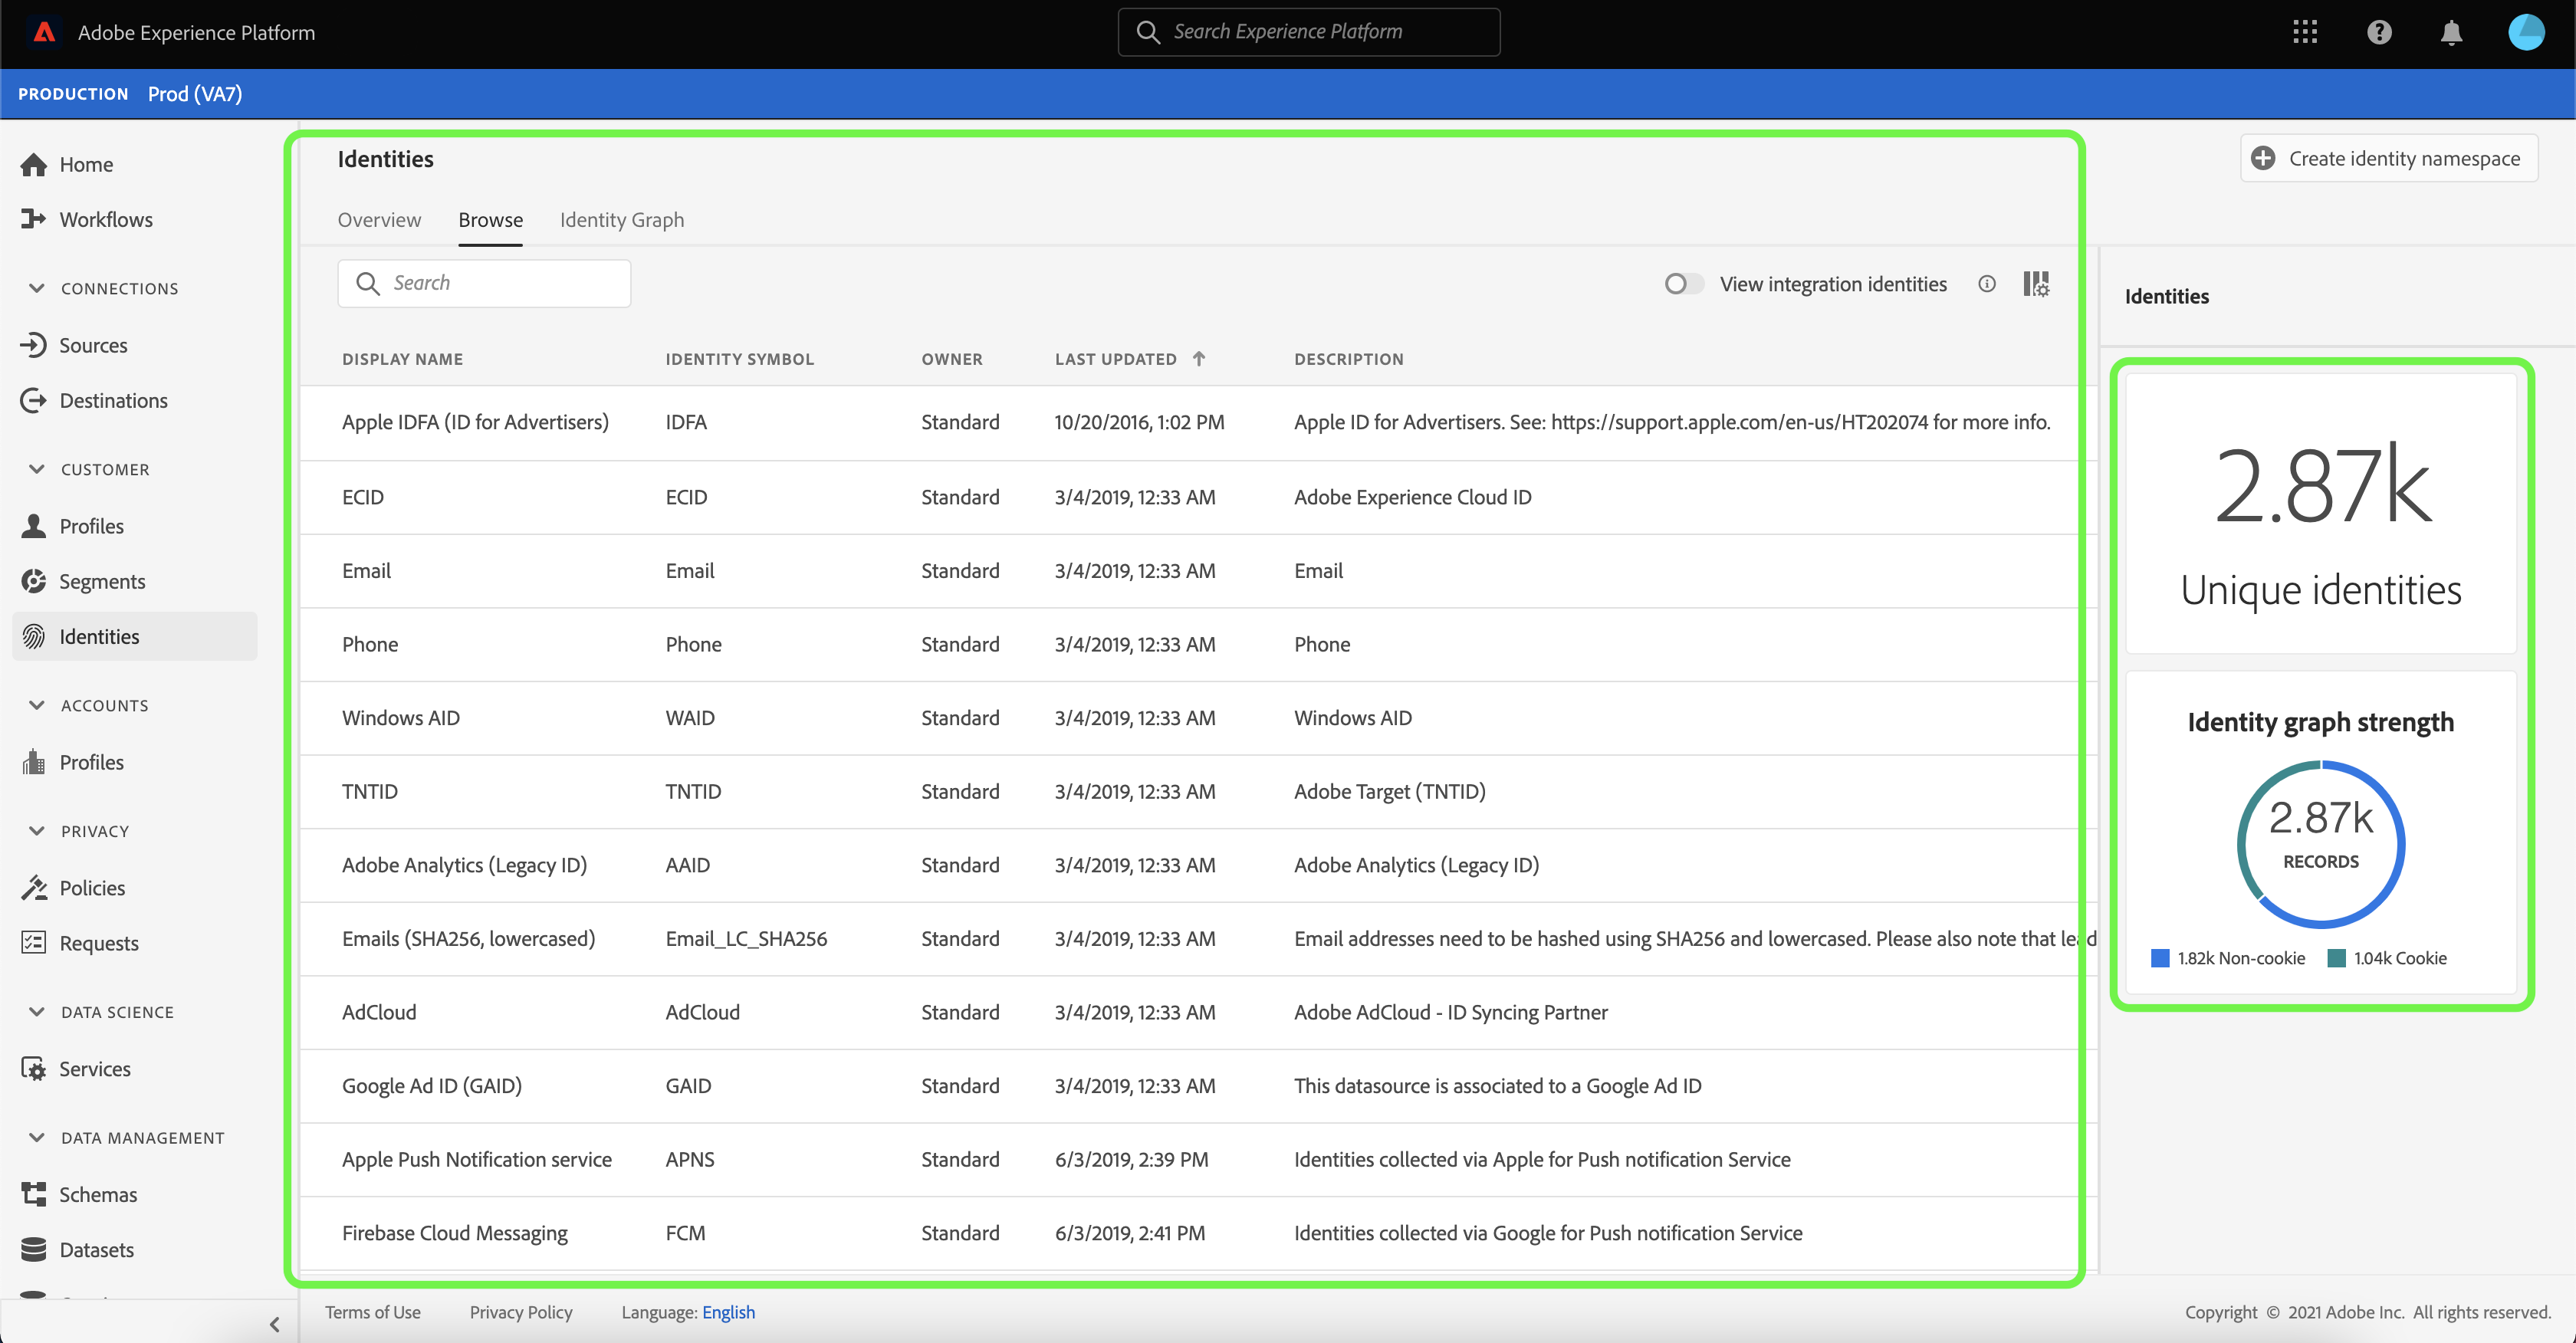 Adobe Experience Platform
Search Experience Platform
PRODUCTION Prod (VA7)
Home
Workflows
CONNECTIONS
Sources
Destinations
CUSTOMER
Profiles
Segments
Identities
ACCOUNTS
Profiles
PRIVACY
Policies
Requests
DATA SCIENCE
Services
DATA MANAGEMENT
Schemas
Datasets
Identities
Create identity namespace
Overview Browse Identity Graph
Search
View integration identities
DISPLAY NAME IDENTITY SYMBOL OWNER LAST UPDATED DESCRIPTION
Apple IDFA (ID for Advertisers) IDFA Standard 10/20/2016, 1:02 PM Apple ID for Advertisers. See: https://support.apple.com/en-us/HT202074 for more info.
ECID ECID Standard 3/4/2019, 12:33 AM Adobe Experience Cloud ID
Email Email Standard 3/4/2019, 12:33 AM Email
Phone Phone Standard 3/4/2019, 12:33 AM Phone
Windows AID WAID Standard 3/4/2019, 12:33 AM Windows AID
TNTID TNTID Standard 3/4/2019, 12:33 AM Adobe Target (TNTID)
Adobe Analytics (Legacy ID) AAID Standard 3/4/2019, 12:33 AM Adobe Analytics (Legacy ID)
Emails (SHA256, lowercased) Email_LC_SHA256 Standard 3/4/2019, 12:33 AM Email addresses need to be hashed using SHA256 and lowercased. Please also note that lead
AdCloud AdCloud Standard 3/4/2019, 12:33 AM Adobe AdCloud - ID Syncing Partner
Google Ad ID (GAID) GAID Standard 3/4/2019, 12:33 AM This datasource is associated to a Google Ad ID
Apple Push Notification service APNS Standard 6/3/2019, 2:39 PM Identities collected via Apple for Push notification Service
Firebase Cloud Messaging FCM Standard 6/3/2019, 2:41 PM Identities collected via Google for Push notification Service
Identities
2.87k
Unique identities
Identity graph strength
2.87k
RECORDS
1.82k Non-cookie 1.04k Cookie
Terms of Use Privacy Policy Language: English
Copyright © 2021 Adobe Inc. All rights reserved.